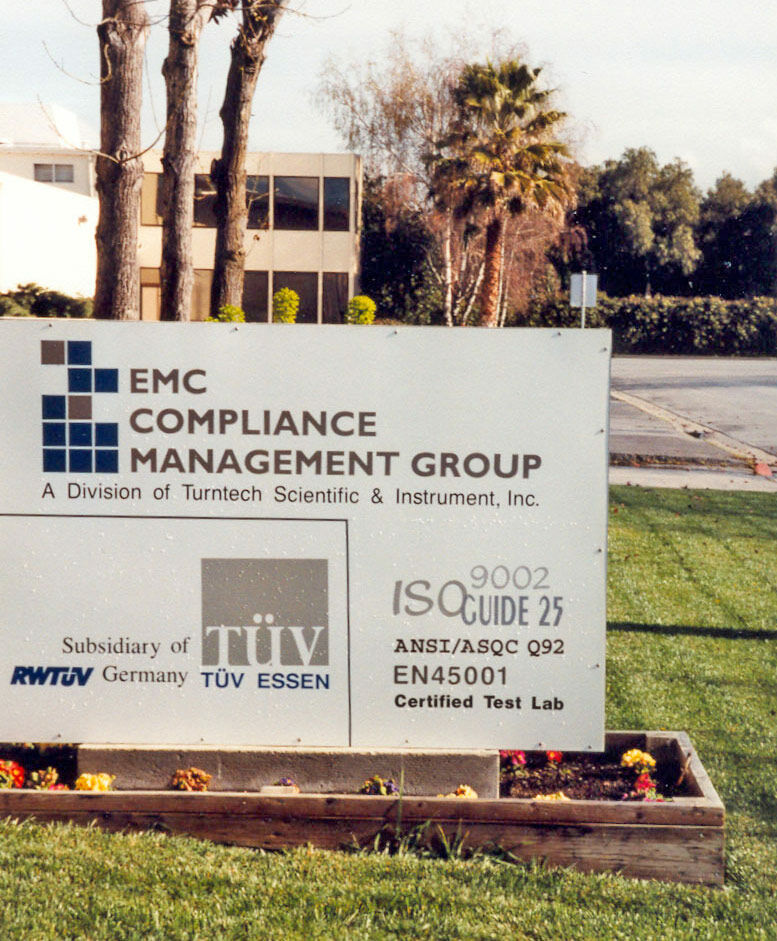 EMC
COMPLIANCE
MANAGEMENT GROUP
A Division of Turntech Scientific & Instrument, Inc.
Subsidiary of
RWTÜV Germany
TÜV
TÜV ESSEN
ISO 9002
GUIDE 25
ANSI/ASQC Q92
EN45001
Certified Test Lab